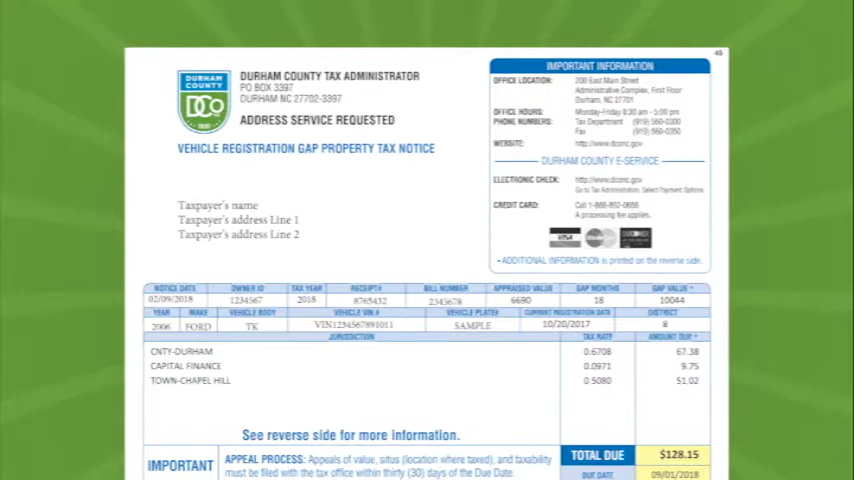 45
DURHAM COUNTY
DCo
DURHAM COUNTY TAX ADMINISTRATOR
PO BOX 3397
DURHAM NC 27702-3397
ADDRESS SERVICE REQUESTED
VEHICLE REGISTRATION GAP PROPERTY TAX NOTICE
Taxpayer's name
Taxpayer's address Line 1
Taxpayer's address Line 2
IMPORTANT INFORMATION
OFFICE LOCATION: 200 East Main Street
Administrative Complex, First Floor
Durham, NC 27701
OFFICE HOURS: Monday-Friday 8:30 am - 5:00 pm
PHONE NUMBERS: Tax Department (919) 560-0300
Fax (919) 560-0350
WEBSITE: http://www.dconc.gov
DURHAM COUNTY E-SERVICE
ELECTRONIC CHECK: http://www.dconc.gov
Go to Tax Administration, Select Payment Options
CREDIT CARD: Call 1-866-892-0656
A processing fee applies.
VISA
• ADDITIONAL INFORMATION is printed on the reverse side.
NOTICE DATE OWNER ID TAX YEAR RECEIPT# BILL NUMBER APPRAISED VALUE GAP MONTHS GAP VALUE *
02/09/2018 1234567 2018 8765432 2345678 6690 18 10044
YEAR MAKE VEHICLE BODY VEHICLE VIN # VEHICLE PLATE# CURRENT REGISTRATION DATE DISTRICT
2006 FORD TK VIN1234567891011 SAMPLE 10/20/2017 8
JURISDICTION TAX RATE AMOUNT DUE *
CNTY-DURHAM 0.6708 67.38
CAPITAL FINANCE 0.0971 9.75
TOWN-CHAPEL HILL 0.5080 51.02
See reverse side for more information.
IMPORTANT
APPEAL PROCESS: Appeals of value, situs (location where taxed), and taxability
must be filed with the tax office within thirty (30) days of the Due Date.
TOTAL DUE $128.15
DUE DATE 09/01/2018